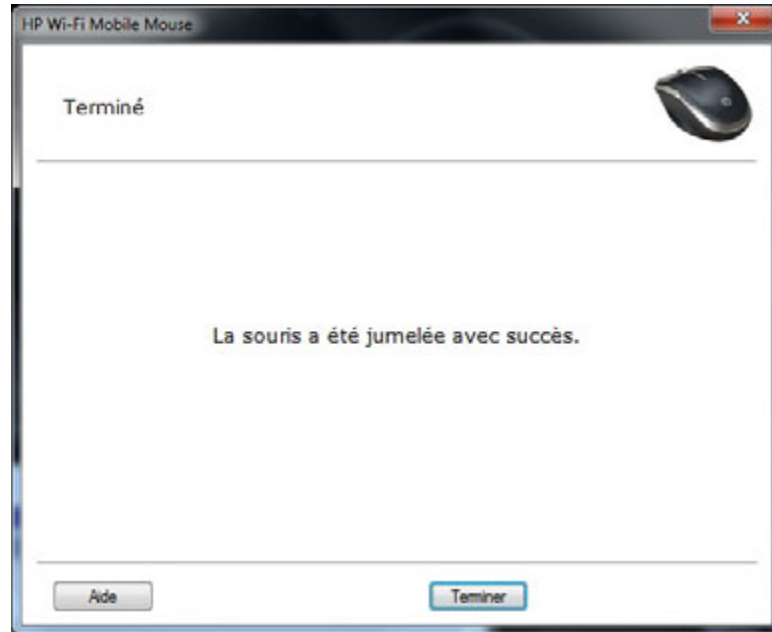 HP Wi-Fi Mobile Mouse
Terminé
La souris a été jumelée avec succès.
Aide
Terminer